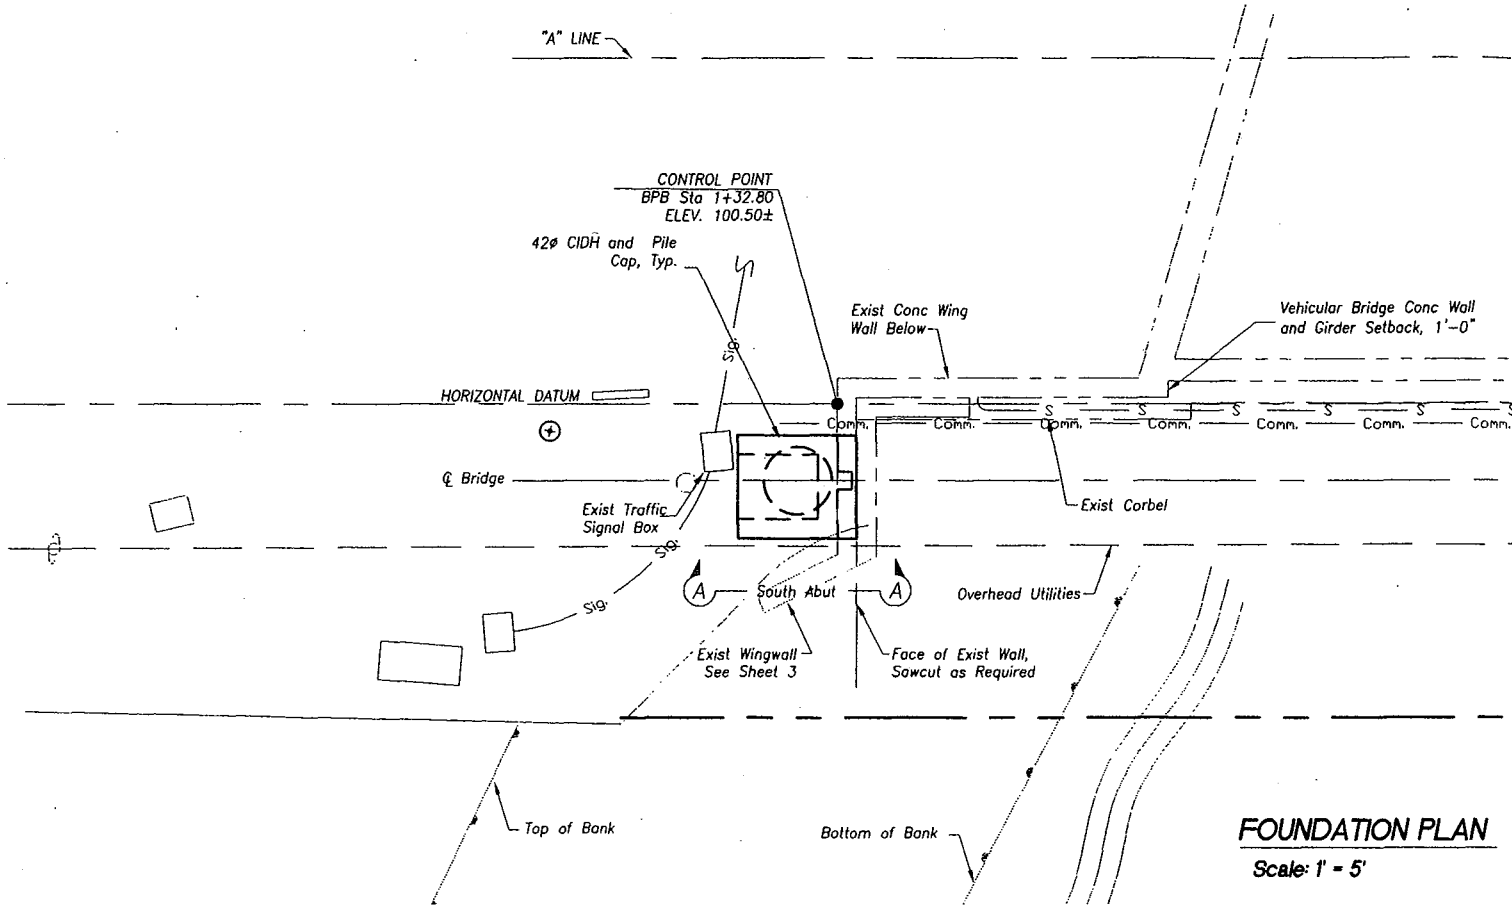 "A" LINE
CONTROL POINT
BPB Sta 1+32.80
ELEV. 100.50±
42ø CIDH and Pile
Cap, Typ.
Sig.
Exist Conc Wing
Wall Below
Vehicular Bridge Conc Wall
and Girder Setback, 1'-0"
HORIZONTAL DATUM
S S S S S S
Comm. Comm. Comm. Comm. Comm. Comm. Comm.
℄ Bridge
Exist Traffic
Signal Box
Exist Corbel
Sig.
A South Abut A
Overhead Utilities
Sig.
Exist Wingwall
See Sheet 3
Face of Exist Wall,
Sawcut as Required
Top of Bank
Bottom of Bank
FOUNDATION PLAN
Scale: 1' = 5'